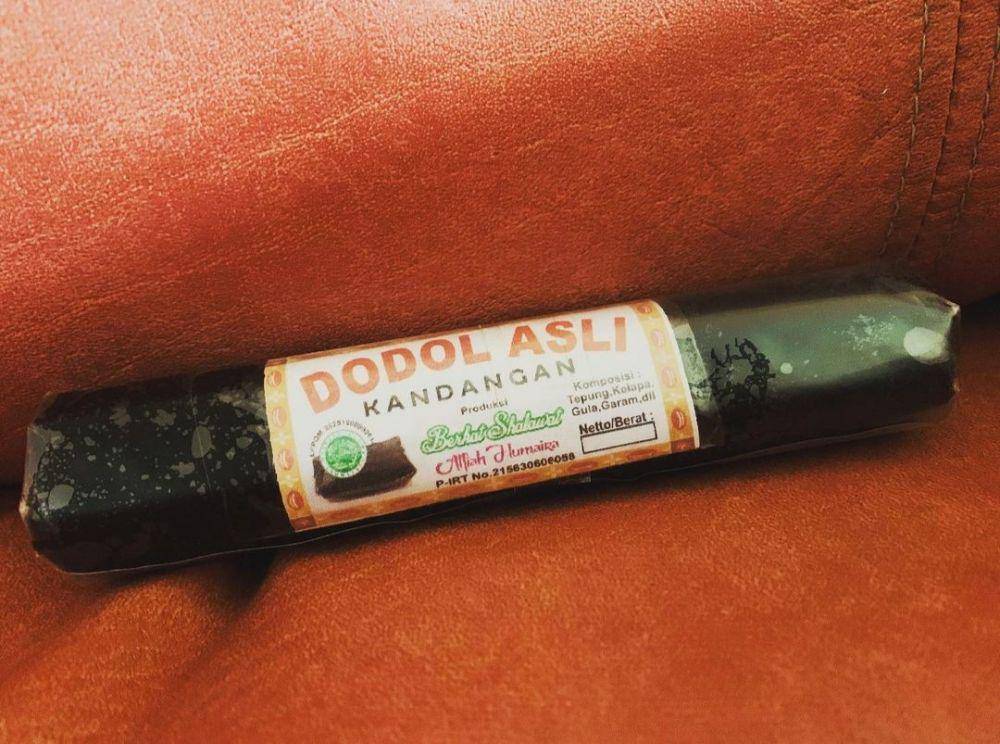 DODOL ASLI
KANDANGAN
Produksi
Berkat Shalawat
Alfiah Humaira
P-IRT No.215630606058
Komposisi :
Tepung,Kelapa,
Gula,Garam,dll
Netto/Berat :